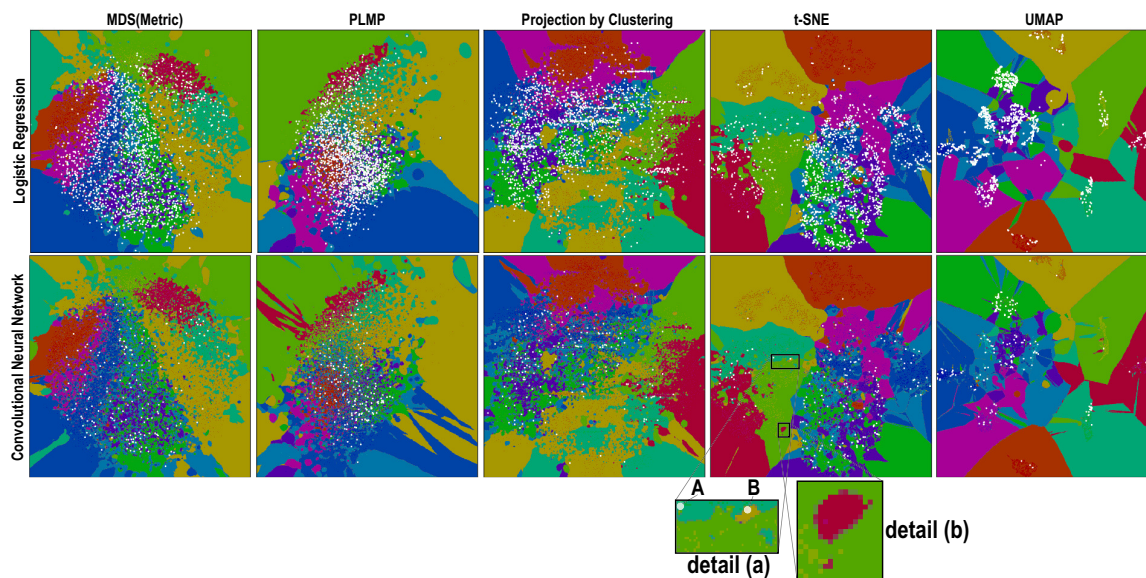 MDS(Metric) PLMP Projection by Clustering t-SNE UMAP
Logistic Regression
Convolutional Neural Network
A B
detail (a)
detail (b)